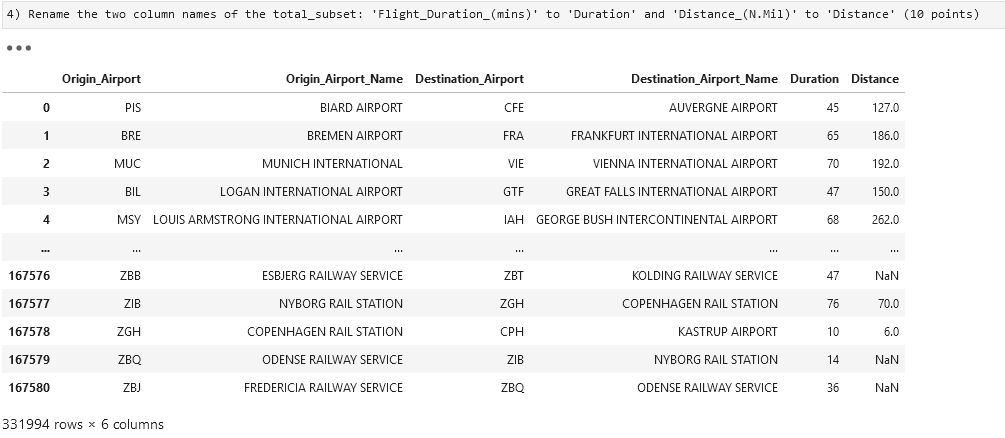 4) Rename the two column names of the total_subset: 'Flight_Duration_(mins)' to 'Duration' and 'Distance_(N.Mil)' to 'Distance' (10 points)
Origin_Airport Origin_Airport_Name Destination_Airport Destination_Airport_Name Duration Distance
0 PIS BIARD AIRPORT CFE AUVERGNE AIRPORT 45 127.0
1 BRE BREMEN AIRPORT FRA FRANKFURT INTERNATIONAL AIRPORT 65 186.0
2 MUC MUNICH INTERNATIONAL VIE VIENNA INTERNATIONAL AIRPORT 70 192.0
3 BIL LOGAN INTERNATIONAL AIRPORT GTF GREAT FALLS INTERNATIONAL AIRPORT 47 150.0
4 MSY LOUIS ARMSTRONG INTERNATIONAL AIRPORT IAH GEORGE BUSH INTERCONTINENTAL AIRPORT 68 262.0
... ... ... ... ... ... ...
167576 ZBB ESBJERG RAILWAY SERVICE ZBT KOLDING RAILWAY SERVICE 47 NaN
167577 ZIB NYBORG RAIL STATION ZGH COPENHAGEN RAIL STATION 76 70.0
167578 ZGH COPENHAGEN RAIL STATION CPH KASTRUP AIRPORT 10 6.0
167579 ZBQ ODENSE RAILWAY SERVICE ZIB NYBORG RAIL STATION 14 NaN
167580 ZBJ FREDERICIA RAILWAY SERVICE ZBQ ODENSE RAILWAY SERVICE 36 NaN
331994 rows × 6 columns